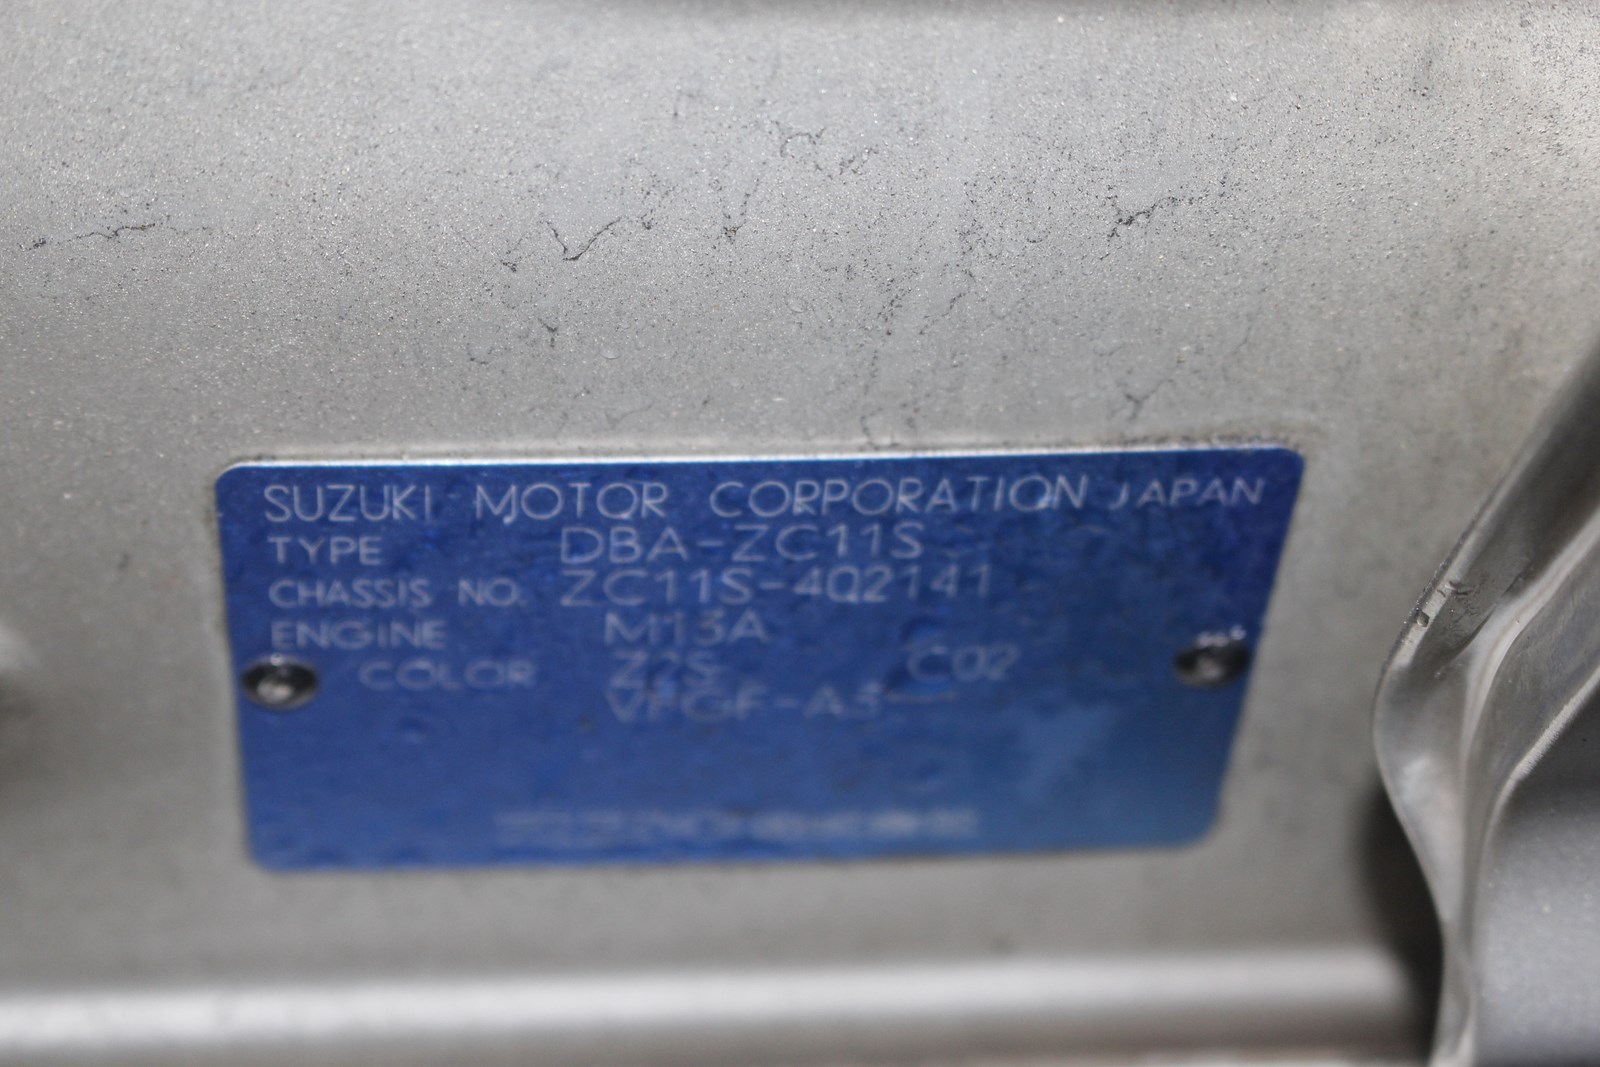 SUZUKI MOTOR CORPORATION JAPAN
TYPE DBA-ZC11S
CHASSIS NO. ZC11S-402141
ENGINE M13A
COLOR Z2S C02
VFGF-A5